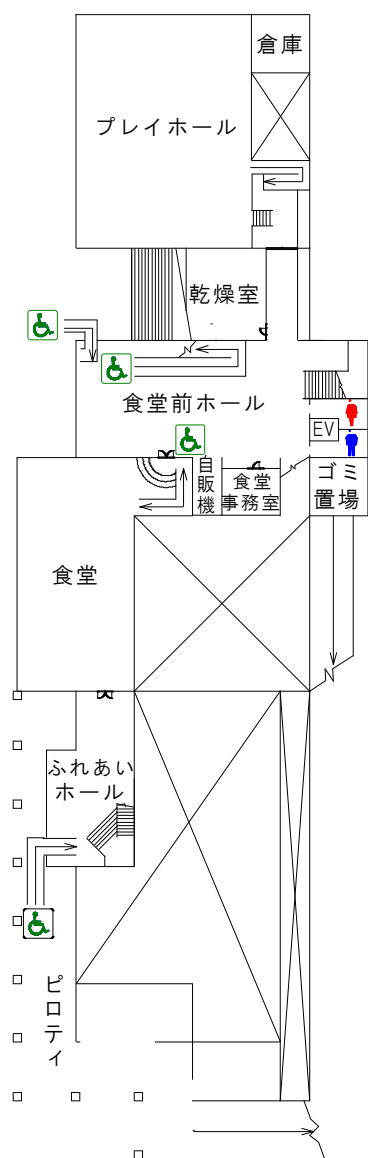 倉庫
プレイホール
乾燥室
食堂前ホール
EV
自販機
食堂
事務室
ゴミ
置場
食堂
ふれあい
ホール
ピロティ